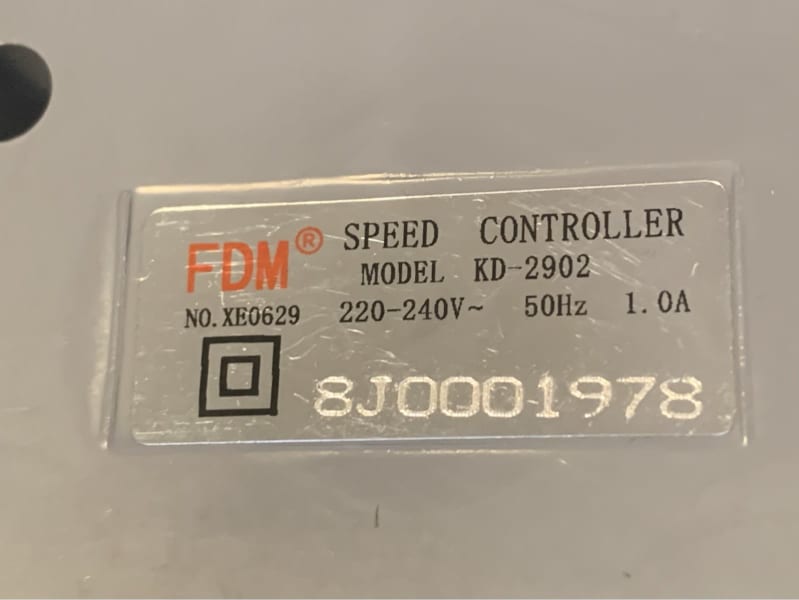 FDM® SPEED CONTROLLER
MODEL KD-2902
NO. XE0629 220-240V~ 50Hz 1.0A
8J0001978